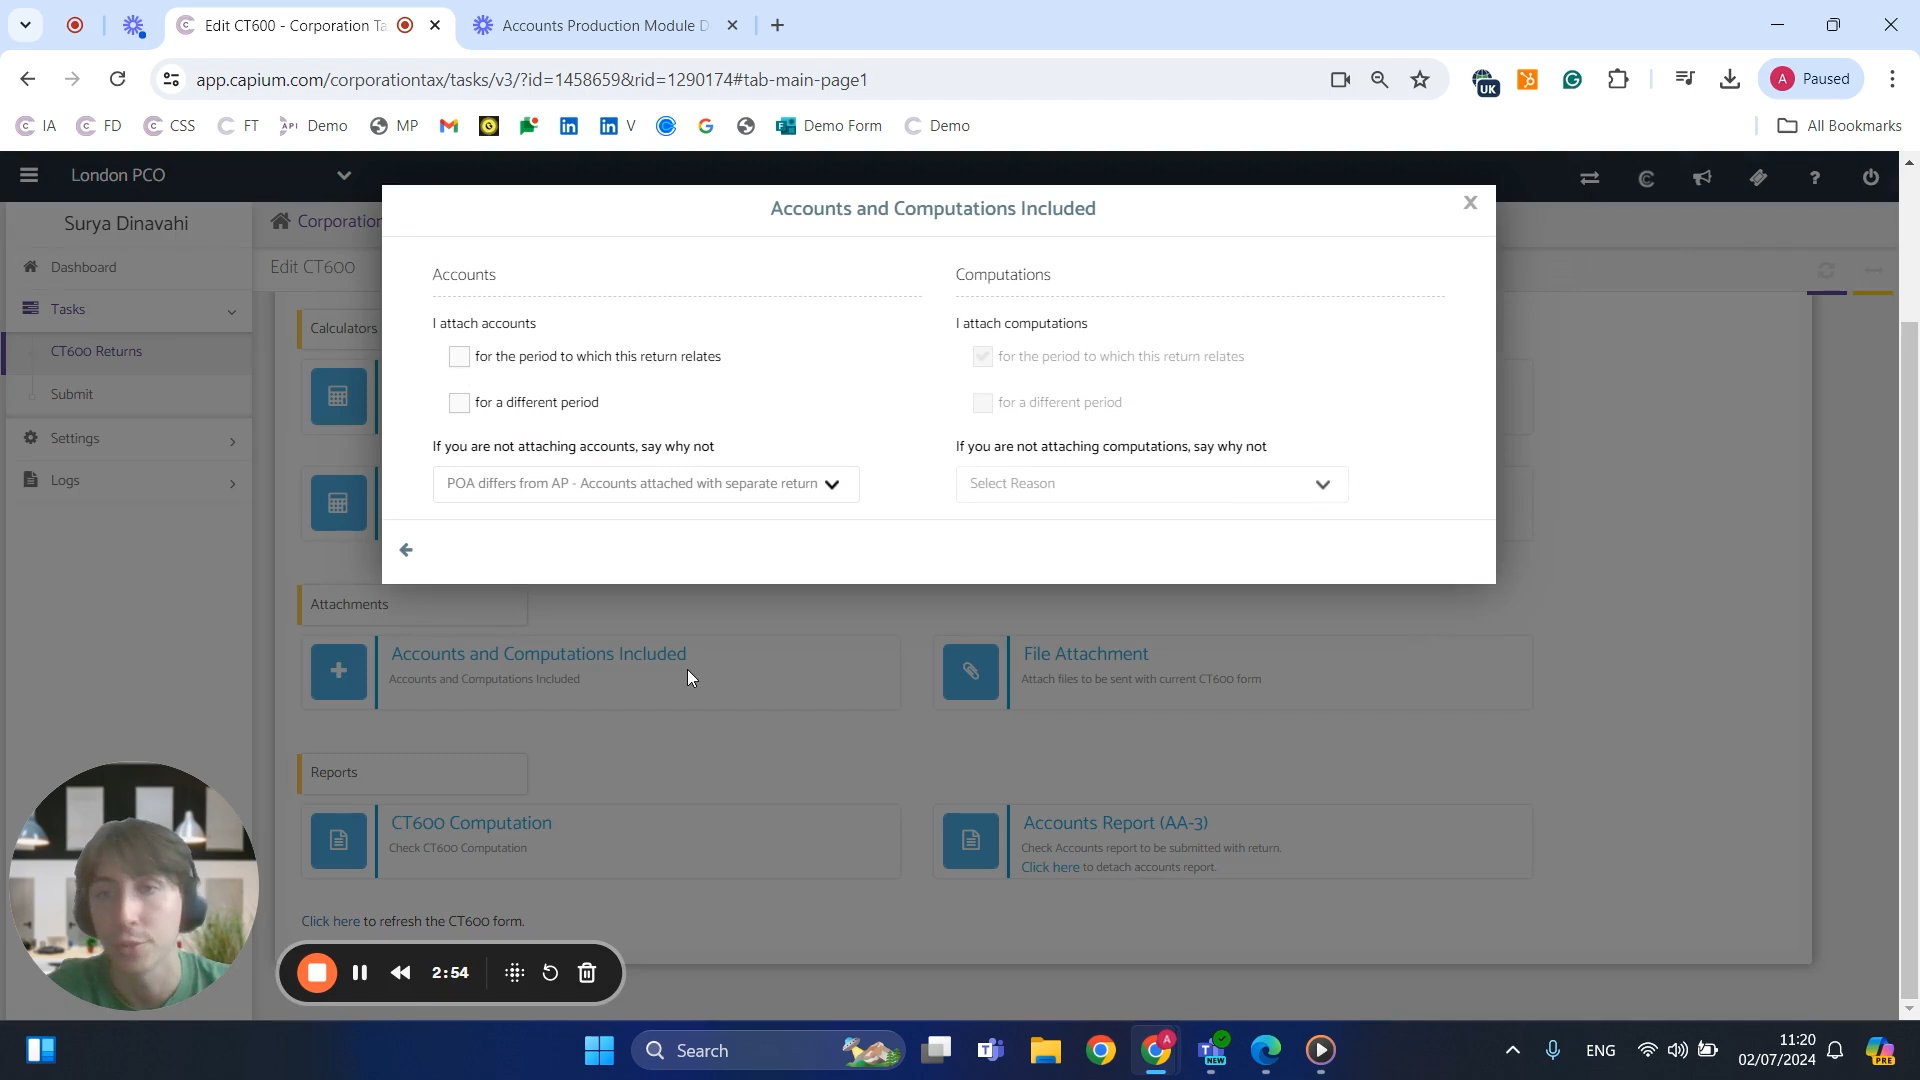 Edit CT600 - Corporation Ta
Accounts Production Module D
app.capium.com/corporationtax/tasks/v3/?id=1458659&rid=1290174#tab-main-page1
UK
A Paused
IA
FD
CSS
FT
API Demo
MP
V
Demo Form
Demo
All Bookmarks
London PCO
Surya Dinavahi
Corporation
Edit CT600
Dashboard
Tasks
CT600 Returns
Submit
Settings
Logs
Calculators
Accounts and Computations Included
X
Accounts
I attach accounts
for the period to which this return relates
for a different period
If you are not attaching accounts, say why not
POA differs from AP - Accounts attached with separate return
Computations
I attach computations
for the period to which this return relates
for a different period
If you are not attaching computations, say why not
Select Reason
Attachments
Accounts and Computations Included
Accounts and Computations Included
File Attachment
Attach files to be sent with current CT600 form
Reports
CT600 Computation
Check CT600 Computation
Accounts Report (AA-3)
Check Accounts report to be submitted with return.
Click here to detach accounts report.
Click here to refresh the CT600 form.
2:54
Search
A
NEW
ENG
11:20
02/07/2024
PRE